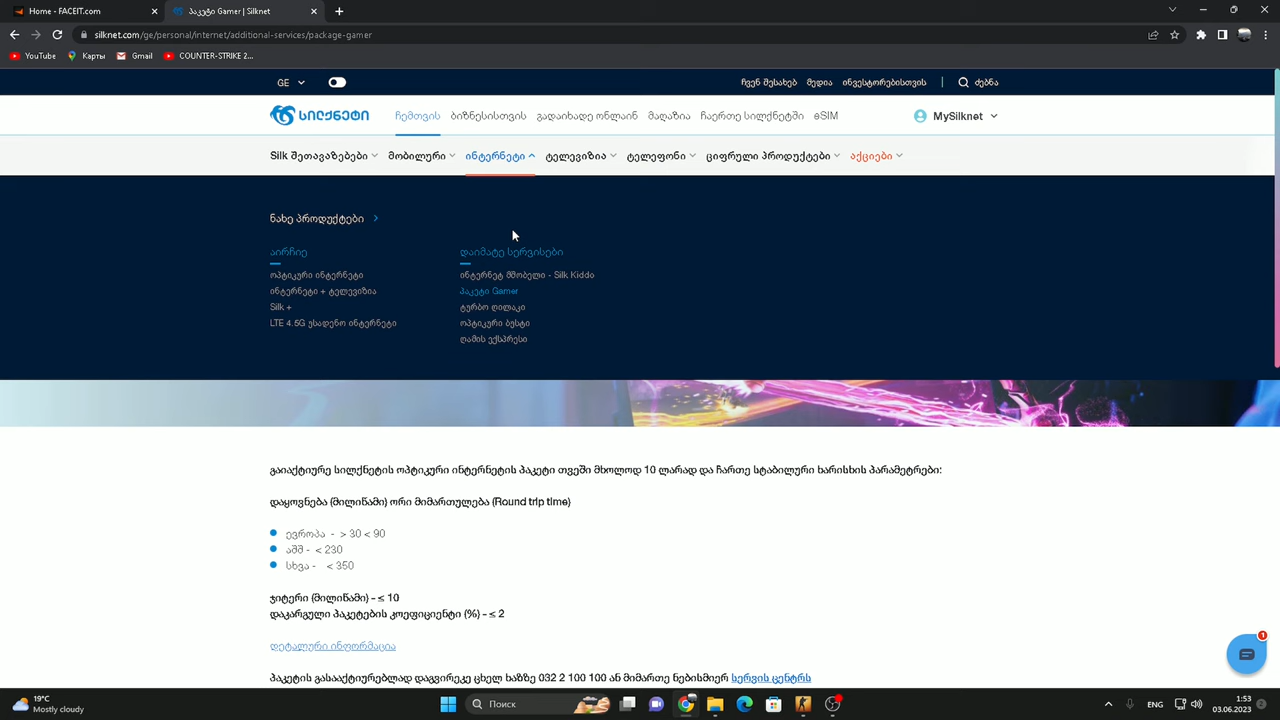 Home - FACEIT.com
პაკეტი Gamer | Silknet
silknet.com/ge/personal/internet/additional-services/package-gamer
YouTube Карты Gmail COUNTER-STRIKE 2...
GE ჩვენ შესახებ მედია ინვესტორებისთვის ძებნა
სილქნეტი ჩემთვის ბიზნესისთვის გადაიხადე ონლაინ მაღაზია ჩაერთე სილქნეტში eSIM MySilknet
Silk შეთავაზებები მობილური ინტერნეტი ტელევიზია ტელეფონი ციფრული პროდუქტები აქციები
ნახე პროდუქტები
აირჩიე
ოპტიკური ინტერნეტი
ინტერნეტი + ტელევიზია
Silk +
LTE 4.5G უსადენო ინტერნეტი
დაიმატე სერვისები
ინტერნეტ მშობელი - Silk Kiddo
პაკეტი Gamer
ტურბო ღილაკი
ოპტიკური ბუსტი
ღამის ექსპრესი
გაიაქტიურე სილქნეტის ოპტიკური ინტერნეტის პაკეტი თვეში მხოლოდ 10 ლარად და ჩართე სტაბილური ხარისხის პარამეტრები:
დაყოვნება (მილიწამი) ორი მიმართულება (Round trip time)
ევროპა - > 30 < 90
აშშ - < 230
სხვა - < 350
ჯიტერი (მილიწამი) - ≤ 10
დაკარგული პაკეტების კოეფიციენტი (%) - ≤ 2
დეტალური ინფორმაცია
პაკეტის გასააქტიურებლად დაგვირეკე ცხელ ხაზზე 032 2 100 100 ან მიმართე ნებისმიერ სერვის ცენტრს
1
19°C
Mostly cloudy
Поиск
ENG
1:53
03.06.2023
2